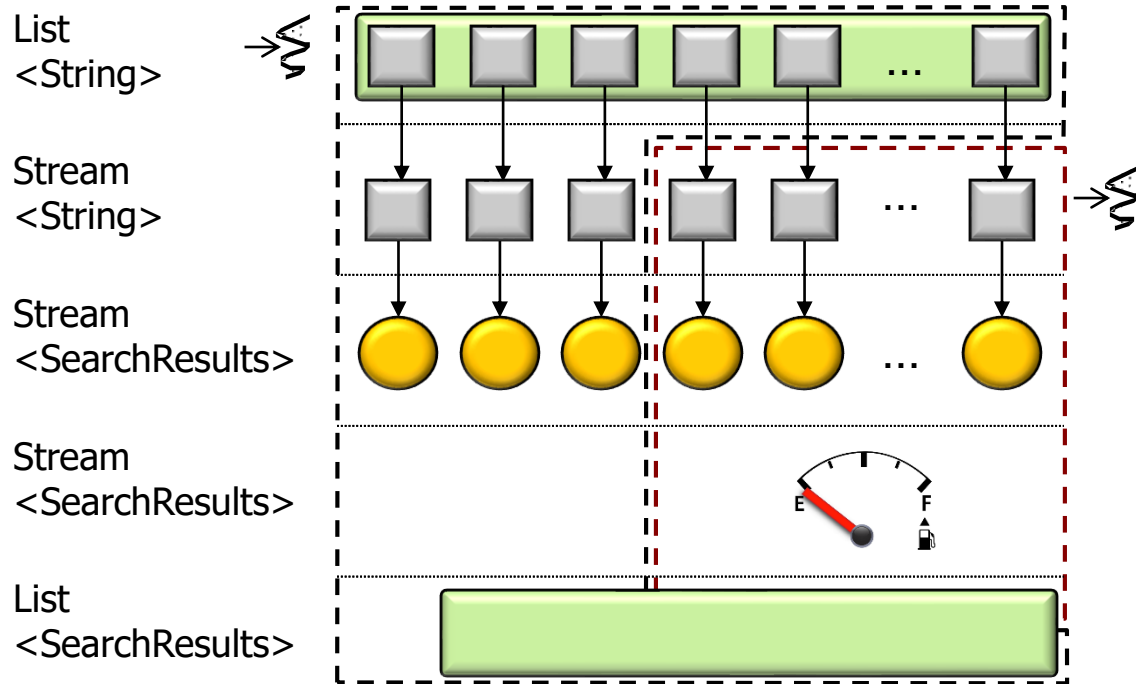 List
<String>
...
Stream
<String>
...
Stream
<SearchResults>
...
Stream
<SearchResults>
E
F
List
<SearchResults>